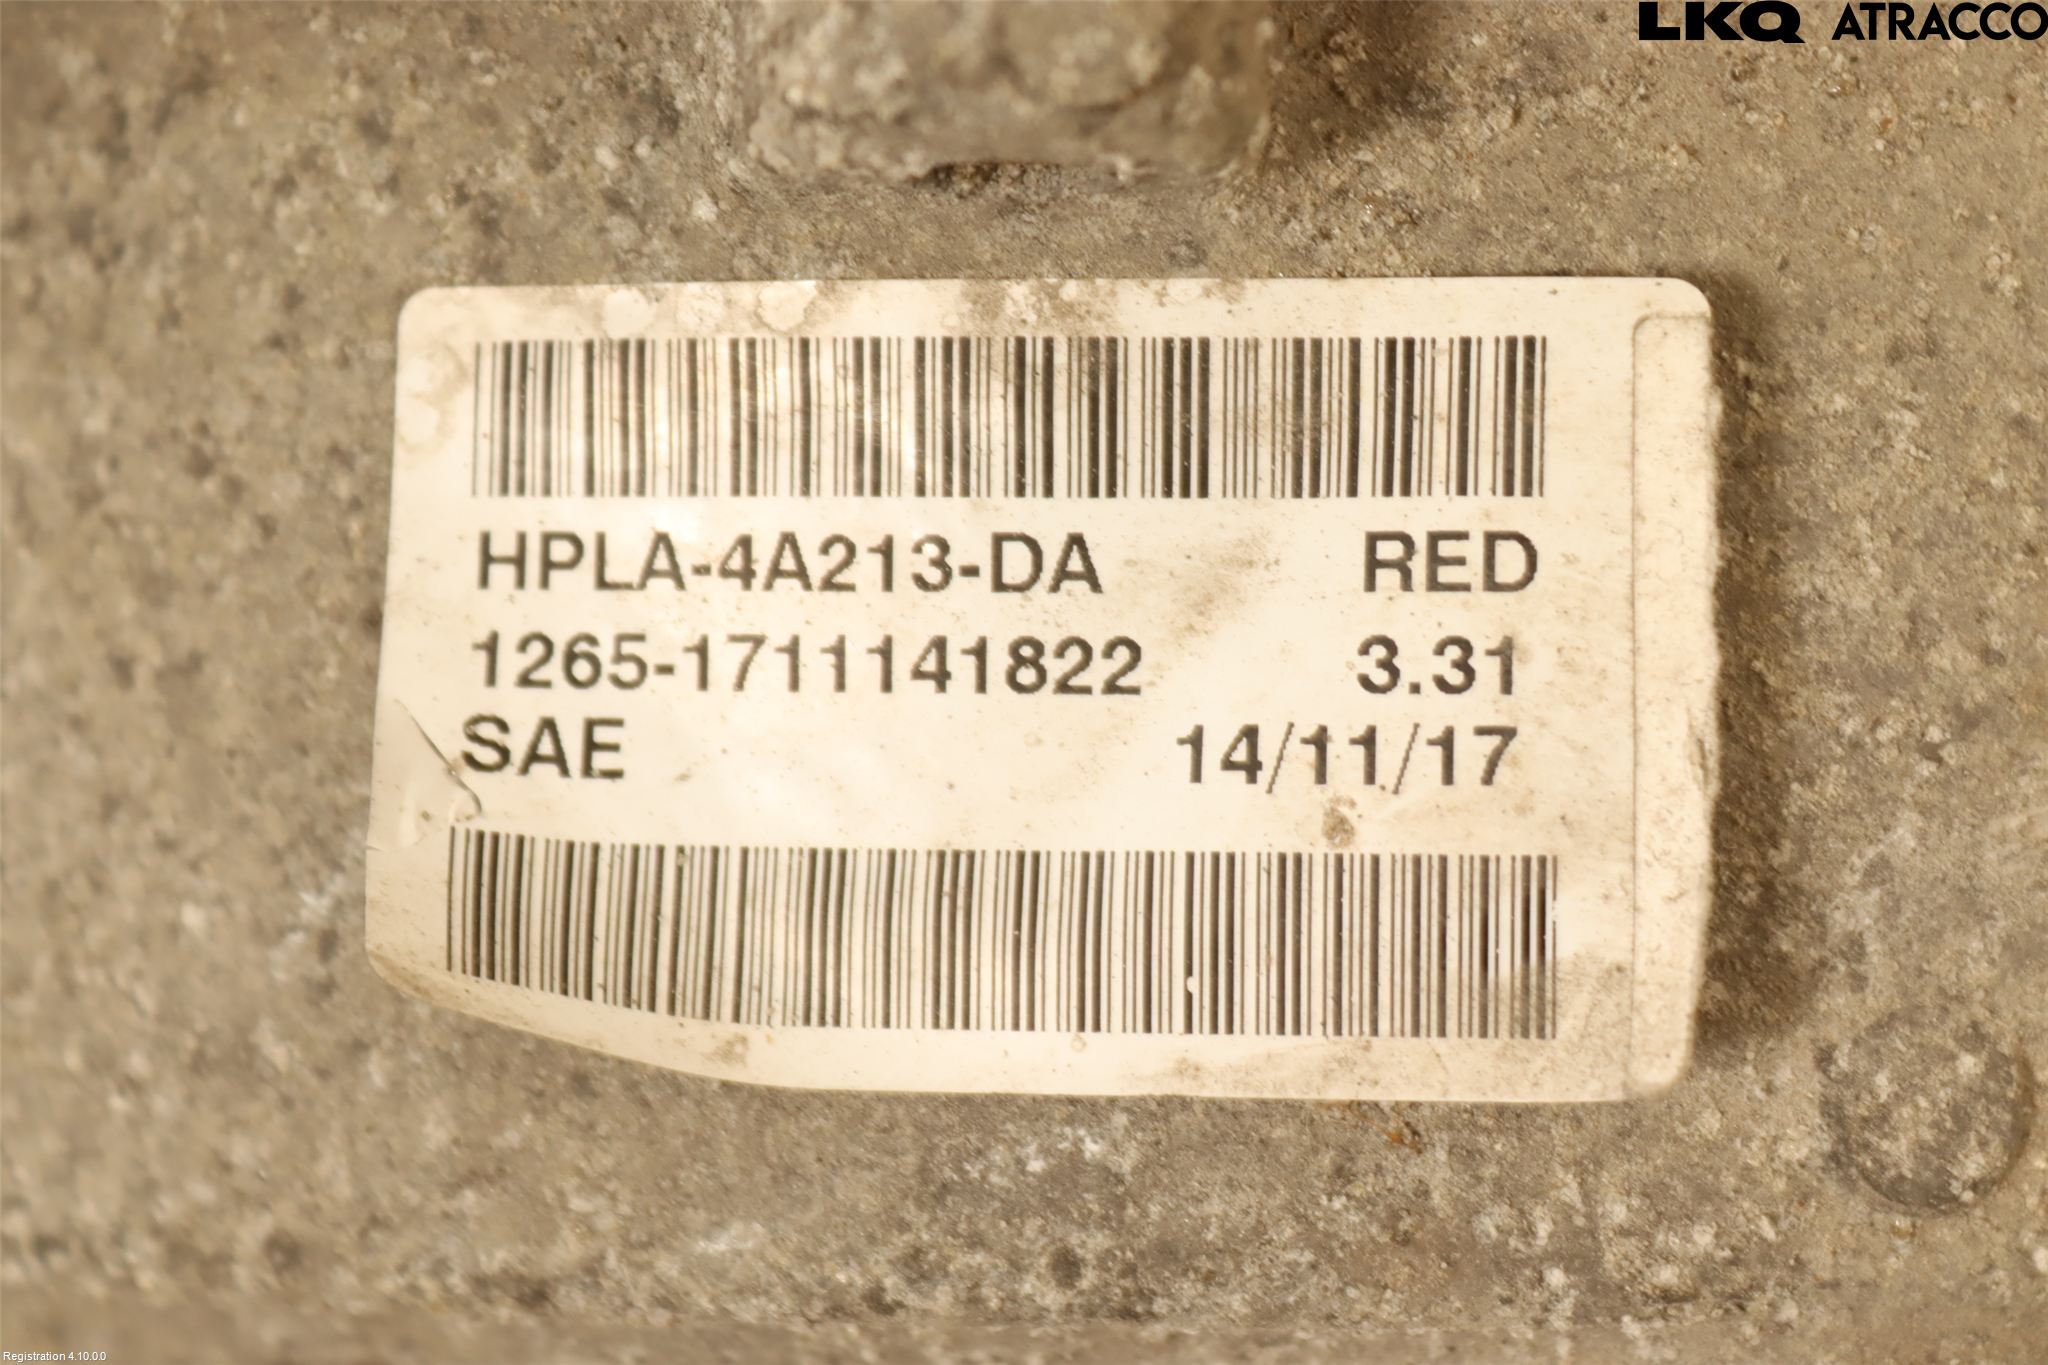 LKQ ATRACCO
HPLA-4A213-DA RED
1265-1711141822 3.31
SAE 14/11/17
Registration 4.10.0.0